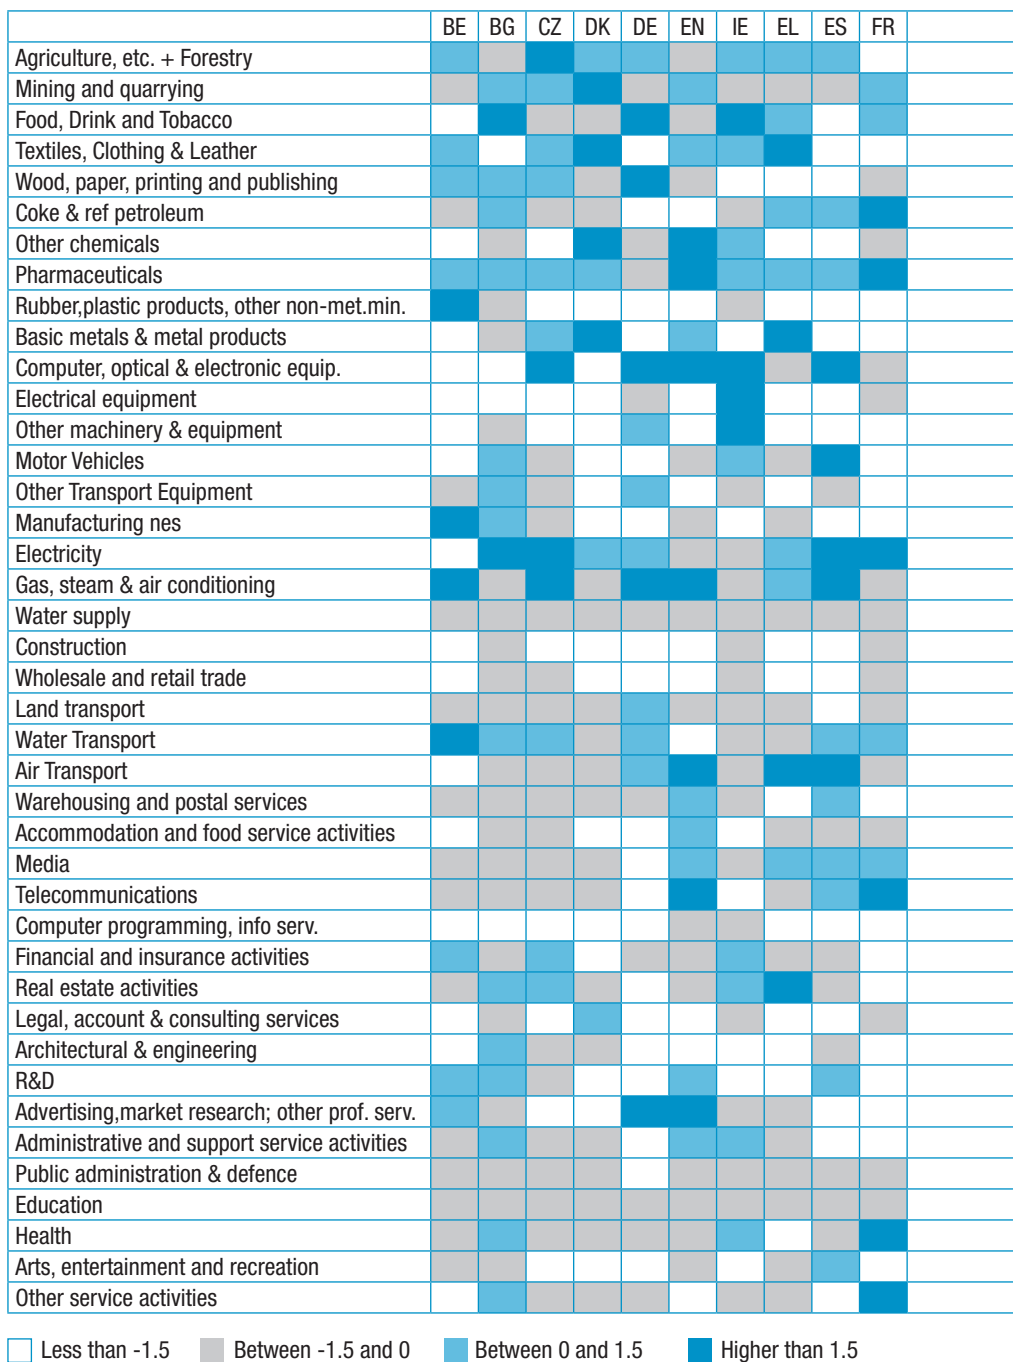 BE BG CZ DK DE EN IE EL ES FR
Agriculture, etc. + Forestry
Mining and quarrying
Food, Drink and Tobacco
Textiles, Clothing & Leather
Wood, paper, printing and publishing
Coke & ref petroleum
Other chemicals
Pharmaceuticals
Rubber,plastic products, other non-met.min.
Basic metals & metal products
Computer, optical & electronic equip.
Electrical equipment
Other machinery & equipment
Motor Vehicles
Other Transport Equipment
Manufacturing nes
Electricity
Gas, steam & air conditioning
Water supply
Construction
Wholesale and retail trade
Land transport
Water Transport
Air Transport
Warehousing and postal services
Accommodation and food service activities
Media
Telecommunications
Computer programming, info serv.
Financial and insurance activities
Real estate activities
Legal, account & consulting services
Architectural & engineering
R&D
Advertising,market research; other prof. serv.
Administrative and support service activities
Public administration & defence
Education
Health
Arts, entertainment and recreation
Other service activities
Less than -1.5 Between -1.5 and 0 Between 0 and 1.5 Higher than 1.5